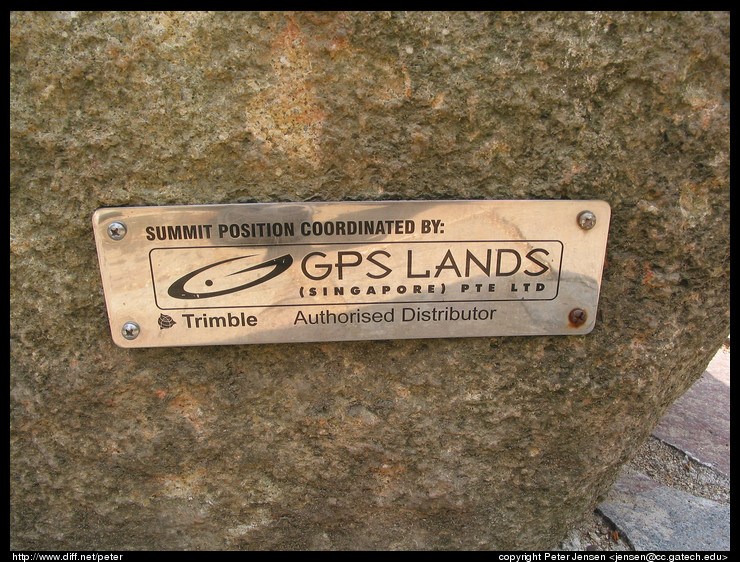 SUMMIT POSITION COORDINATED BY:
GPS LANDS
(SINGAPORE) PTE LTD
Trimble Authorised Distributor
http://www.diff.net/peter copyright Peter Jensen <jensen@cc.gatech.edu>